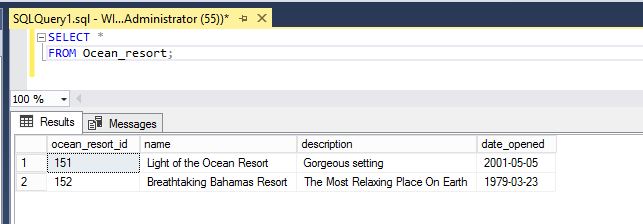 SQLQuery1.sql - WI...Administrator (55))*
SELECT *
FROM Ocean_resort;
100 %
Results Messages
ocean_resort_id name description date_opened
1 151 Light of the Ocean Resort Gorgeous setting 2001-05-05
2 152 Breathtaking Bahamas Resort The Most Relaxing Place On Earth 1979-03-23